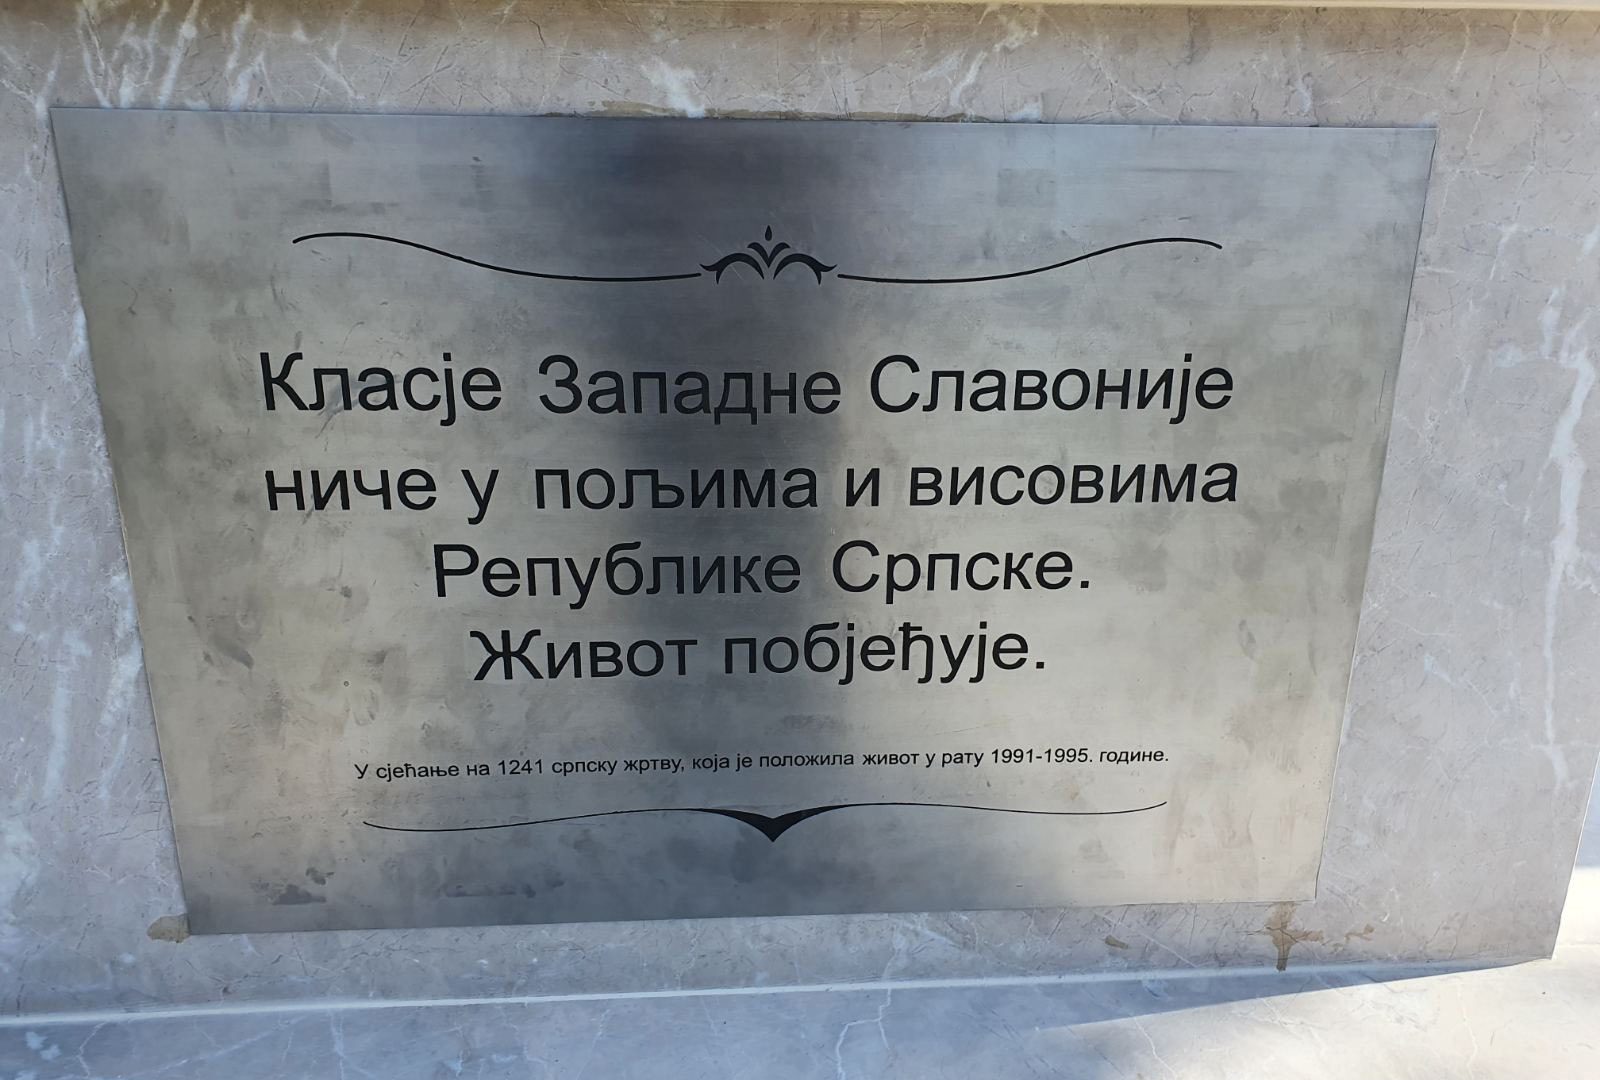 Класје Западне Славоније
ниче у пољима и висовима
Републике Српске.
Живот побјеђује.
У сјећање на 1241 српску жртву, која је положила живот у рату 1991-1995. године.